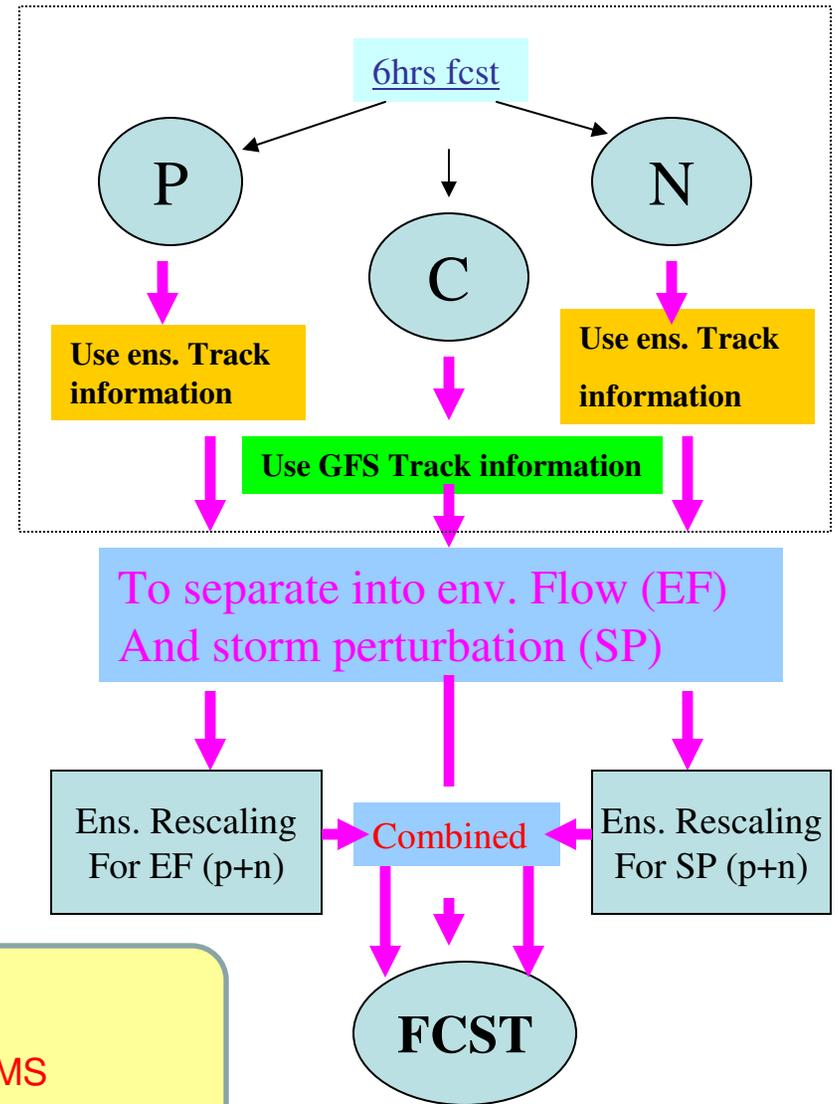 6hrs fcst
P
N
C
Use ens. Track
information
Use ens. Track
information
Use GFS Track information
To separate into env. Flow (EF)
And storm perturbation (SP)
Ens. Rescaling
For EF (p+n)
Combined
Ens. Rescaling
For SP (p+n)
FCST
MS